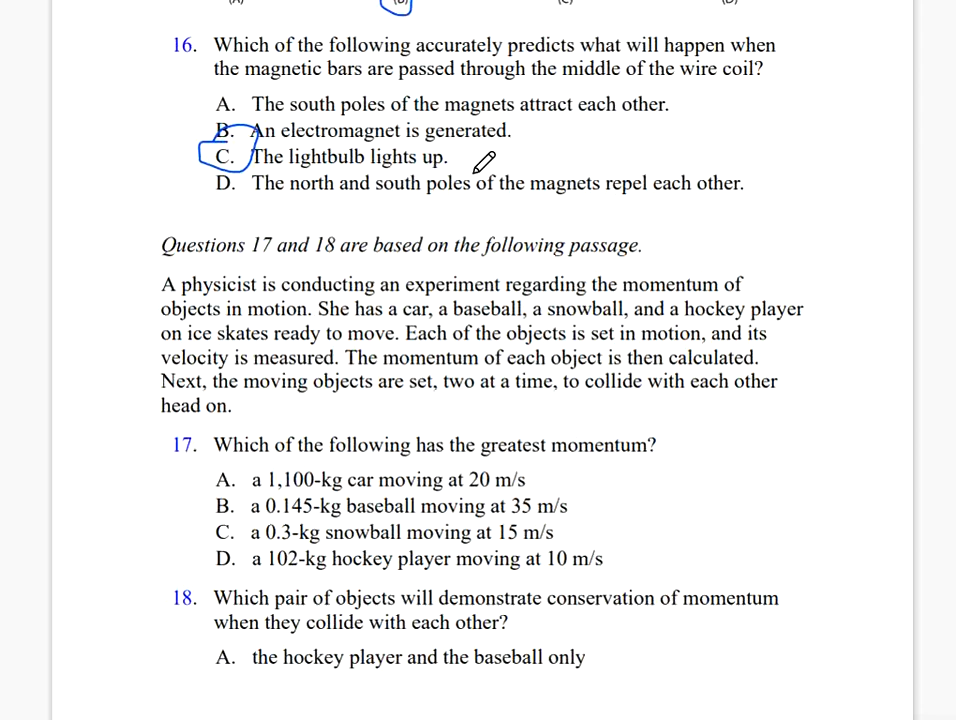 (A) (B) (C) (D)
16. Which of the following accurately predicts what will happen when
the magnetic bars are passed through the middle of the wire coil?
A. The south poles of the magnets attract each other.
B. An electromagnet is generated.
C. The lightbulb lights up.
D. The north and south poles of the magnets repel each other.
Questions 17 and 18 are based on the following passage.
A physicist is conducting an experiment regarding the momentum of
objects in motion. She has a car, a baseball, a snowball, and a hockey player
on ice skates ready to move. Each of the objects is set in motion, and its
velocity is measured. The momentum of each object is then calculated.
Next, the moving objects are set, two at a time, to collide with each other
head on.
17. Which of the following has the greatest momentum?
A. a 1,100-kg car moving at 20 m/s
B. a 0.145-kg baseball moving at 35 m/s
C. a 0.3-kg snowball moving at 15 m/s
D. a 102-kg hockey player moving at 10 m/s
18. Which pair of objects will demonstrate conservation of momentum
when they collide with each other?
A. the hockey player and the baseball only